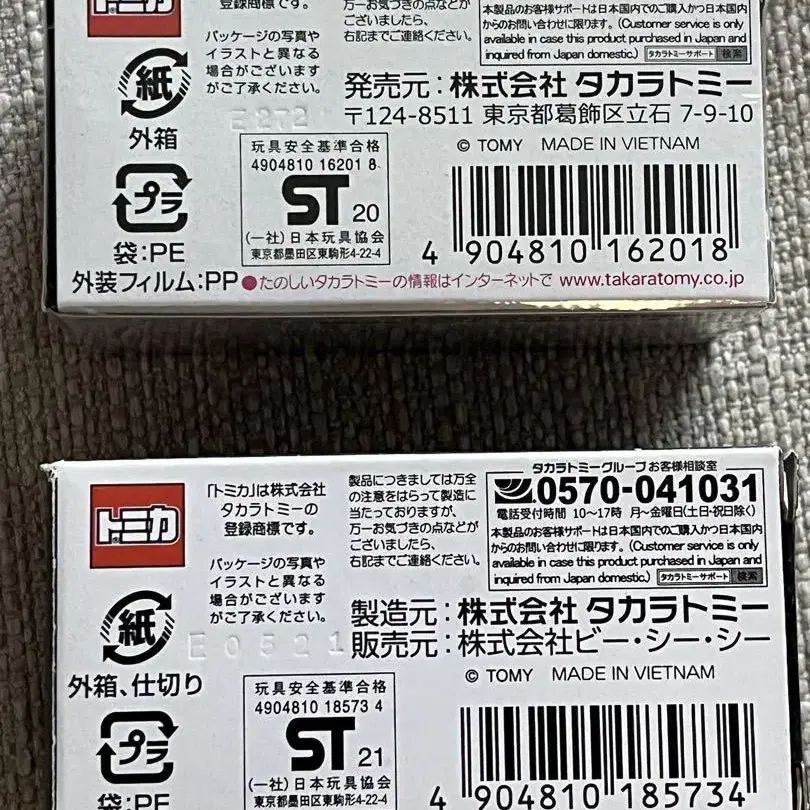 トミカ
登録商標です。
万一お気づきの点などが
ございましたら、
右記までご連絡ください。
本製品のお客様サポートは日本国内でのご購入かつ日本国内
からのお問い合わせに限ります。(Customer service is only
available in case this product purchased in Japan and
inquired from Japan domestic.) タカラトミーサポート 検索
パッケージの写真や
イラストと異なる
場合がございます
がご了承ください。
紙
外箱
E272
発売元:株式会社 タカラトミー
〒124-8511 東京都葛飾区立石 7-9-10
© TOMY MADE IN VIETNAM
プラ
袋:PE
玩具安全基準合格
4904810 16201 8
ST 20
(一社)日本玩具協会
東京都墨田区東駒形4-22-4
4 904810 162018
外装フィルム:PP ●たのしいタカラトミーの情報はインターネットで www.takaratomy.co.jp
トミカ
「トミカ」は株式会社
タカラトミーの
登録商標です。
パッケージの写真や
イラストと異なる
場合がございます
がご了承ください。
製品につきましては万全
の注意をはらって製造に
当たっておりますが、
万一お気づきの点などが
ございましたら、
右記までご連絡ください。
タカラトミーグループお客様相談室
0570-041031
電話受付時間 10〜17時 月〜金曜日(土・日・祝日除く)
本製品のお客様サポートは日本国内でのご購入かつ日本国内
からのお問い合わせに限ります。(Customer service is only
available in case this product purchased in Japan and
inquired from Japan domestic.) タカラトミーサポート 検索
紙
外箱、仕切り
E0521
製造元:株式会社 タカラトミー
販売元:株式会社ビー・シー・シー
© TOMY MADE IN VIETNAM
プラ
袋:PE
玩具安全基準合格
4904810 18573 4
ST 21
(一社)日本玩具協会
東京都墨田区東駒形4-22-4
4 904810 185734